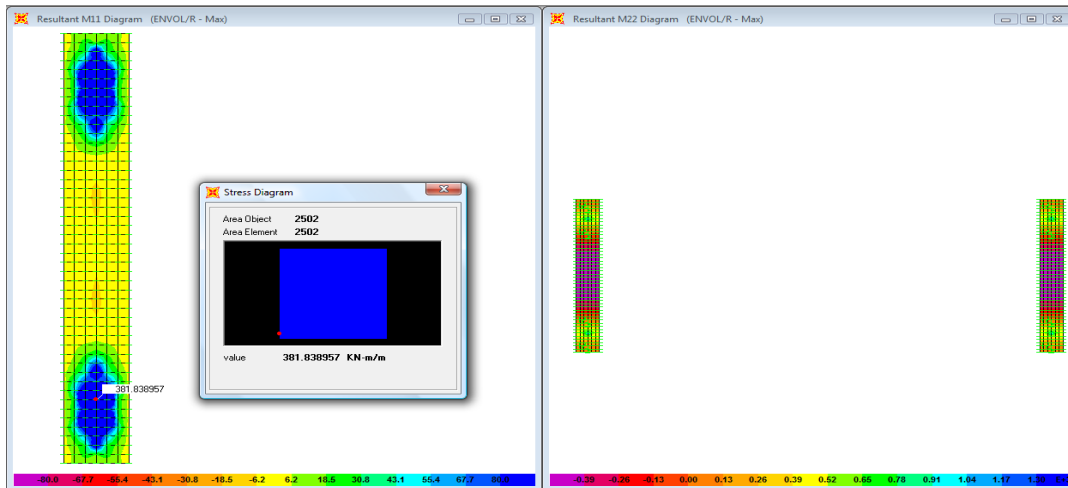 Resultant M11 Diagram (ENVOL/R - Max)
Resultant M22 Diagram (ENVOL/R - Max)
Stress Diagram
Area Object 2502
Area Element 2502
value 381.838957 KN-m/m
381.838957
-80.0 -67.7 -55.4 -43.1 -30.8 -18.5 -6.2 6.2 18.5 30.8 43.1 55.4 67.7 80.0
-0.39 -0.26 -0.13 0.00 0.13 0.26 0.39 0.52 0.65 0.78 0.91 1.04 1.17 1.30